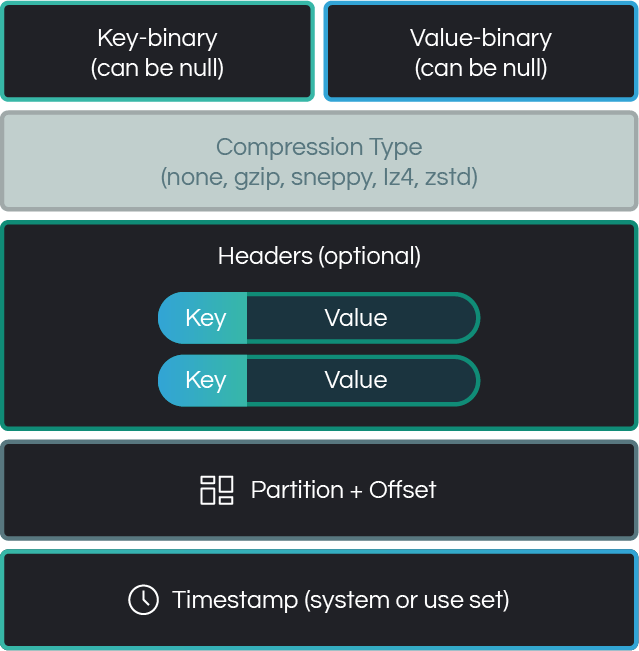 Key-binary
(can be null)
Value-binary
(can be null)
Compression Type
(none, gzip, sneppy, lz4, zstd)
Headers (optional)
Key Value
Key Value
Partition + Offset
Timestamp (system or use set)